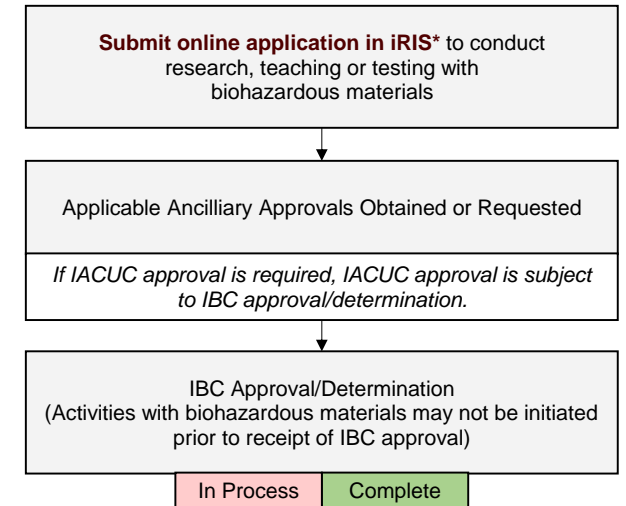 Submit online application in iRIS* to conduct
research, teaching or testing with
biohazardous materials
Applicable Ancilliary Approvals Obtained or Requested
If IACUC approval is required, IACUC approval is subject
to IBC approval/determination.
IBC Approval/Determination
(Activities with biohazardous materials may not be initiated
prior to receipt of IBC approval)
In Process Complete